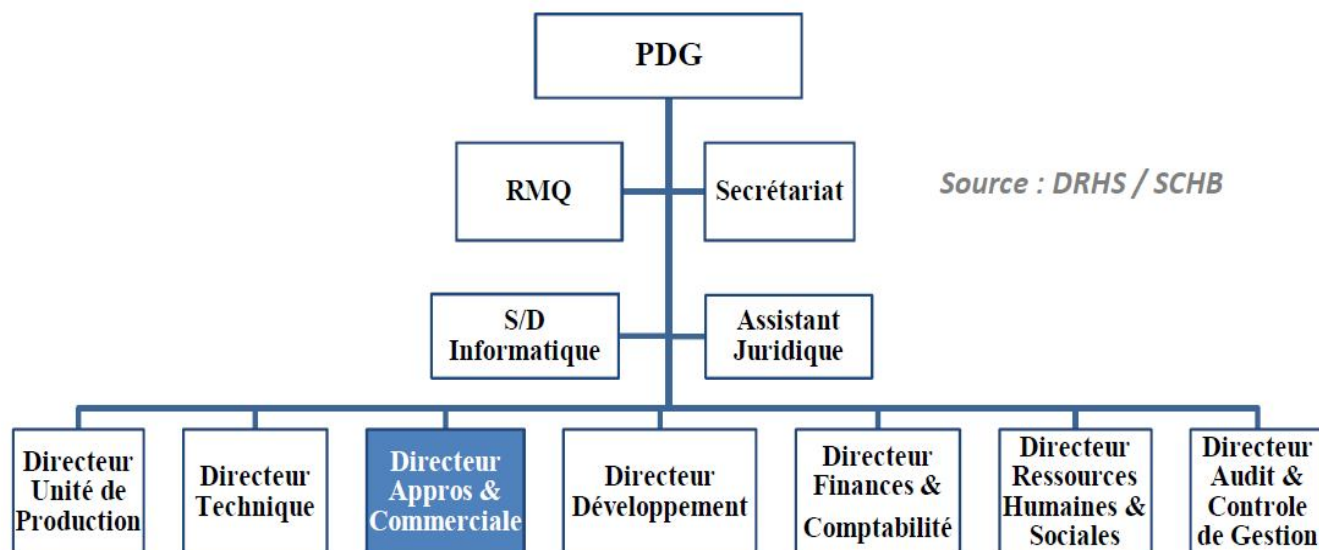 PDG
RMQ
Secrétariat
Source : DRHS / SCHB
S/D
Informatique
Assistant
Juridique
Directeur
Unité de
Production
Directeur
Technique
Directeur
Appros &
Commerciale
Directeur
Développement
Directeur
Finances &
Comptabilité
Directeur
Ressources
Humaines &
Sociales
Directeur
Audit &
Controle
de Gestion